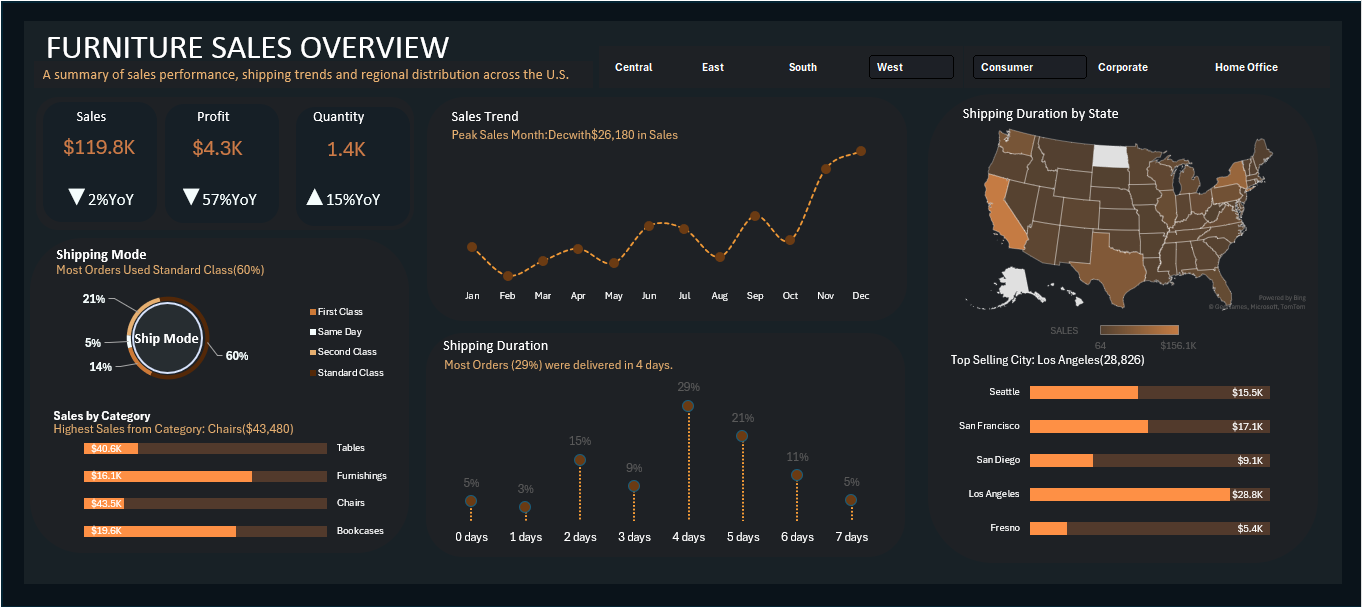 FURNITURE SALES OVERVIEW
A summary of sales performance, shipping trends and regional distribution across the U.S.
Central East South West Consumer Corporate Home Office
Sales
$119.8K
▼2%YoY
Profit
$4.3K
▼57%YoY
Quantity
1.4K
▲15%YoY
Shipping Mode
Most Orders Used Standard Class(60%)
21%
5%
14%
60%
Ship Mode
First Class
Same Day
Second Class
Standard Class
Sales by Category
Highest Sales from Category: Chairs($43,480)
$40.6K Tables
$16.1K Furnishings
$43.5K Chairs
$19.6K Bookcases
Sales Trend
Peak Sales Month:Decwith$26,180 in Sales
Jan Feb Mar Apr May Jun Jul Aug Sep Oct Nov Dec
Shipping Duration
Most Orders (29%) were delivered in 4 days.
5% 3% 15% 9% 29% 21% 11% 5%
0 days 1 days 2 days 3 days 4 days 5 days 6 days 7 days
Shipping Duration by State
Powered by Bing
© GeoNames, Microsoft, TomTom
SALES
64 $156.1K
Top Selling City: Los Angeles(28,826)
Seattle $15.5K
San Francisco $17.1K
San Diego $9.1K
Los Angeles $28.8K
Fresno $5.4K